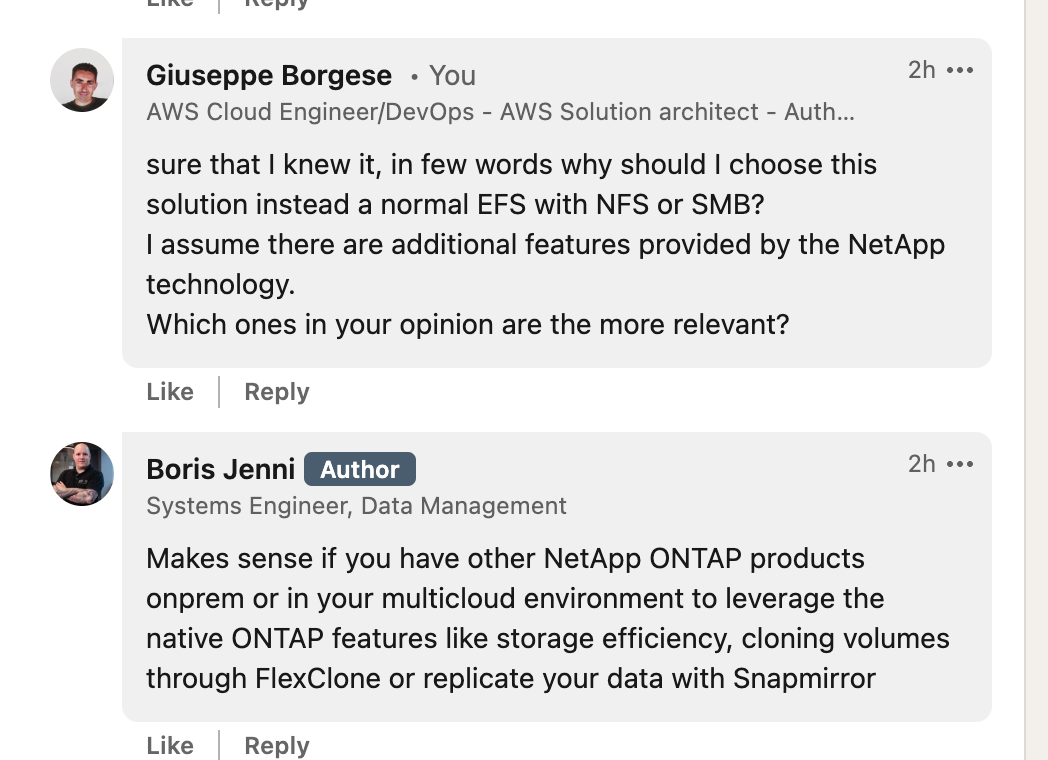 Like Reply
Giuseppe Borgese • You 2h
AWS Cloud Engineer/DevOps - AWS Solution architect - Auth...
sure that I knew it, in few words why should I choose this
solution instead a normal EFS with NFS or SMB?
I assume there are additional features provided by the NetApp
technology.
Which ones in your opinion are the more relevant?
Like Reply
Boris Jenni Author 2h
Systems Engineer, Data Management
Makes sense if you have other NetApp ONTAP products
onprem or in your multicloud environment to leverage the
native ONTAP features like storage efficiency, cloning volumes
through FlexClone or replicate your data with Snapmirror
Like Reply